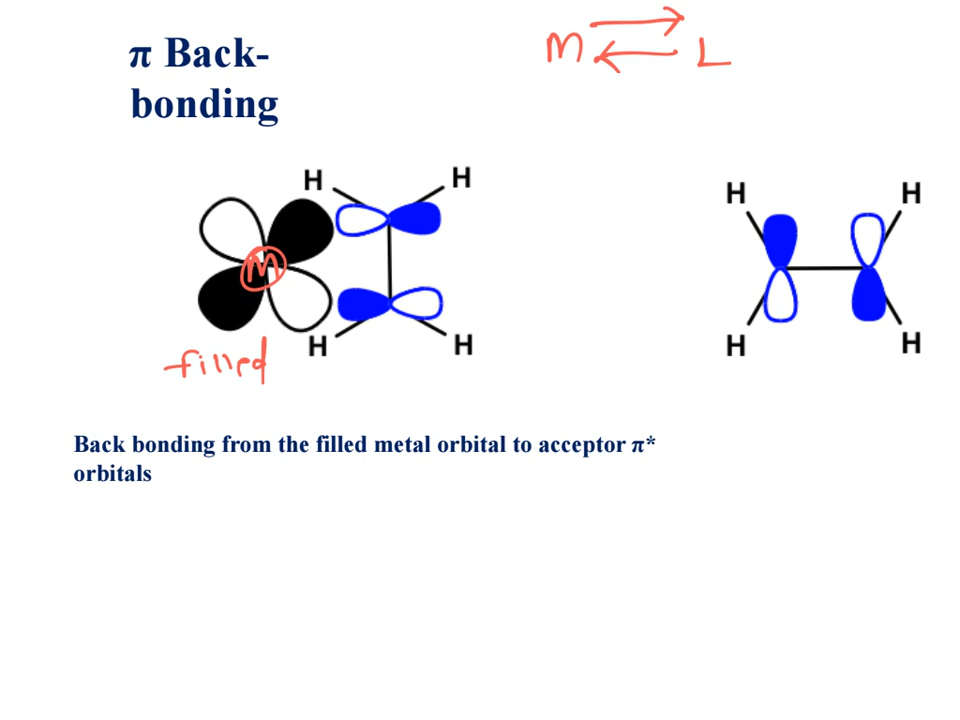 π Back-
bonding
M L
H H
M
H H
filled
H H
H H
Back bonding from the filled metal orbital to acceptor π*
orbitals